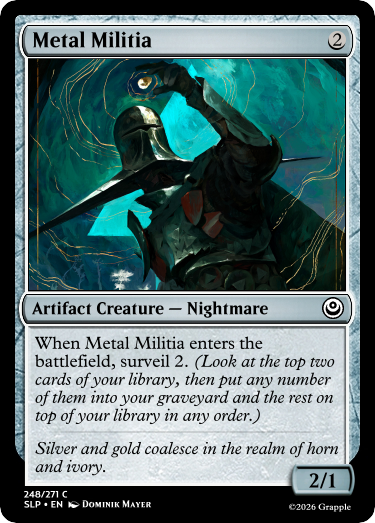 Metal Militia 2
Artifact Creature — Nightmare
When Metal Militia enters the
battlefield, surveil 2. (Look at the top two
cards of your library, then put any number
of them into your graveyard and the rest on
top of your library in any order.)
Silver and gold coalesce in the realm of horn
and ivory.
2/1
248/271 C
SLP • EN Dominik Mayer
©2026 Grapple